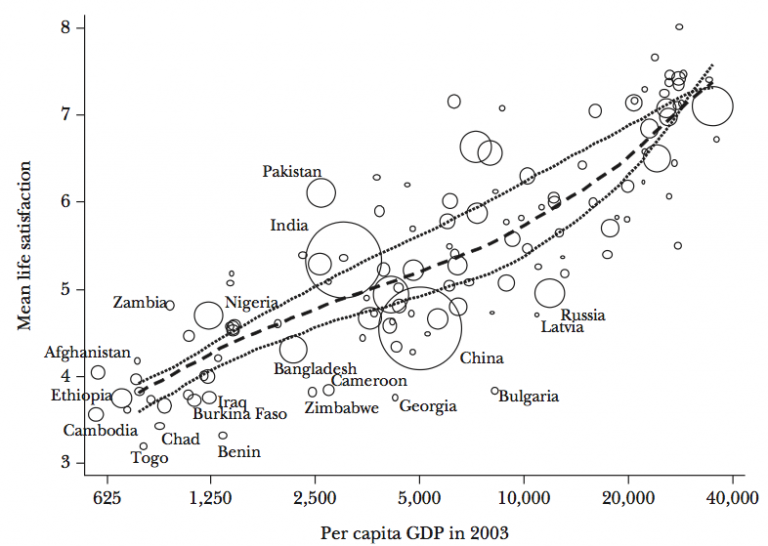 8
7
6
5
4
3
Mean life satisfaction
Pakistan
India
Zambia
Nigeria
Russia
Latvia
Afghanistan
China
Bangladesh
Cameroon
Ethiopia
Iraq
Bulgaria
Burkina Faso
Zimbabwe
Georgia
Cambodia
Chad
Togo
Benin
625
1,250
2,500
5,000
10,000
20,000
40,000
Per capita GDP in 2003